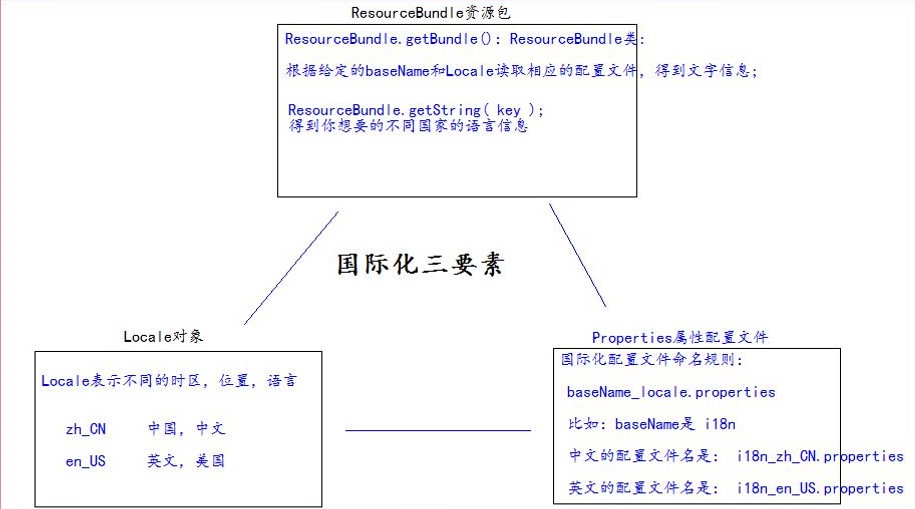 ResourceBundle资源包
ResourceBundle.getBundle(): ResourceBundle类:
根据给定的baseName和Locale读取相应的配置文件，得到文字信息;
ResourceBundle.getString( key );
得到你想要的不同国家的语言信息
国际化三要素
Locale对象
Locale表示不同的时区，位置，语言
zh_CN 中国，中文
en_US 英文，美国
Properties属性配置文件
国际化配置文件命名规则:
baseName_locale.properties
比如: baseName是 i18n
中文的配置文件名是: i18n_zh_CN.properties
英文的配置文件名是: i18n_en_US.properties